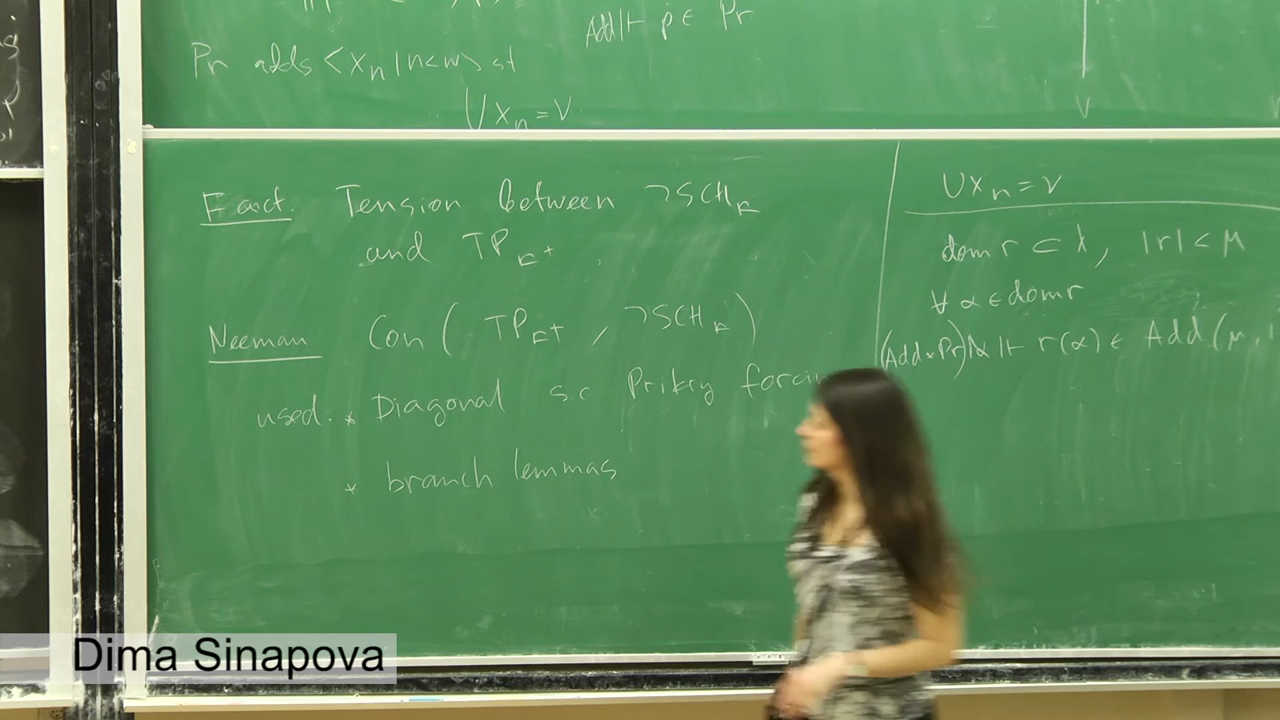 Add ⊩ ṗ ∈ Pr
Pr adds <x_n | n<ω> st
∪ x_n = ν
Fact. Tension between ¬SCH_κ
and TP_κ+
Neeman Con( TP_κ+ , ¬SCH_κ )
used. * Diagonal s.c Prikry forcin
* branch lemmas
∪x_n = ν
dom r ⊂ λ, |r| < μ
∀ α ∈ dom r
(Add*Pr)↾α ⊩ r(α) ∈ Add(μ, 1
ν
Dima Sinapova